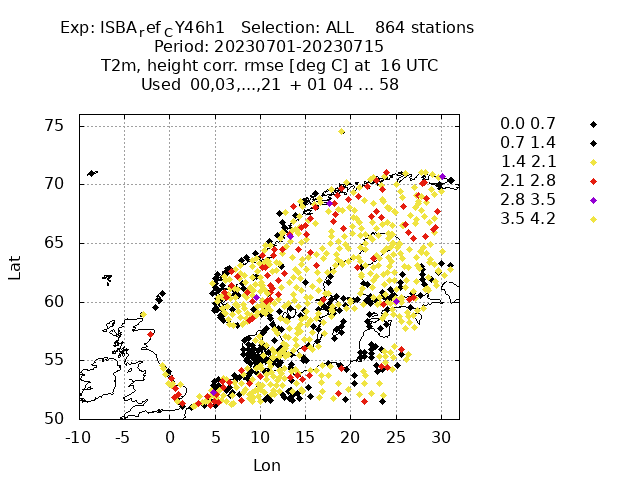 Exp: ISBA_ref_CY46h1   Selection: ALL    864 stations
Period: 20230701-20230715
T2m, height corr. rmse [deg C] at  16 UTC
Used  00,03,...,21  + 01 04 ... 58
75
70
65
60
55
50
Lat
-10 -5 0 5 10 15 20 25 30
Lon
0.0 0.7
0.7 1.4
1.4 2.1
2.1 2.8
2.8 3.5
3.5 4.2